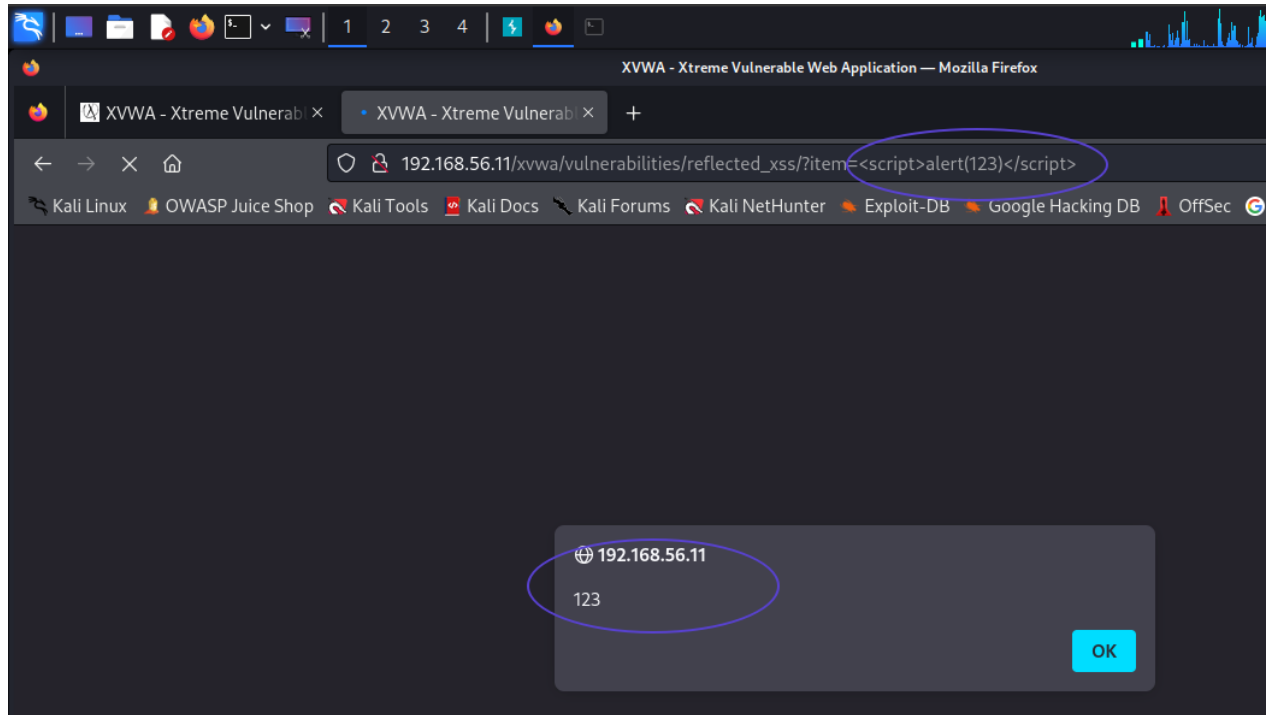 1 2 3 4
XVWA - Xtreme Vulnerable Web Application — Mozilla Firefox
XVWA - Xtreme Vulnerabl XVWA - Xtreme Vulnerabl
192.168.56.11/xvwa/vulnerabilities/reflected_xss/?item=<script>alert(123)</script>
Kali Linux OWASP Juice Shop Kali Tools Kali Docs Kali Forums Kali NetHunter Exploit-DB Google Hacking DB OffSec
192.168.56.11
123
OK